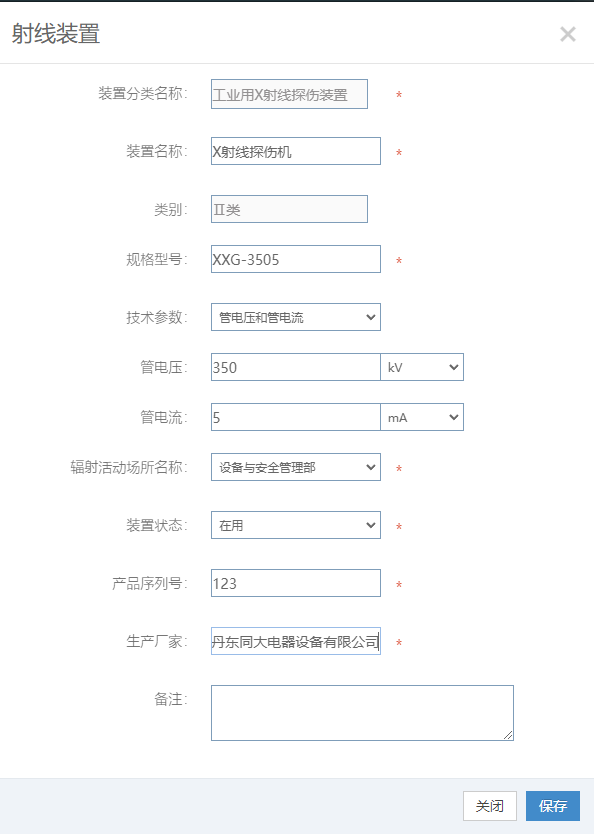 射线装置
装置分类名称： 工业用X射线探伤装置 *
装置名称： X射线探伤机 *
类别： Ⅱ类
规格型号： XXG-3505 *
技术参数： 管电压和管电流
管电压： 350 kV
管电流： 5 mA
辐射活动场所名称： 设备与安全管理部 *
装置状态： 在用 *
产品序列号： 123 *
生产厂家： 丹东同大电器设备有限公司 *
备注：
关闭 保存